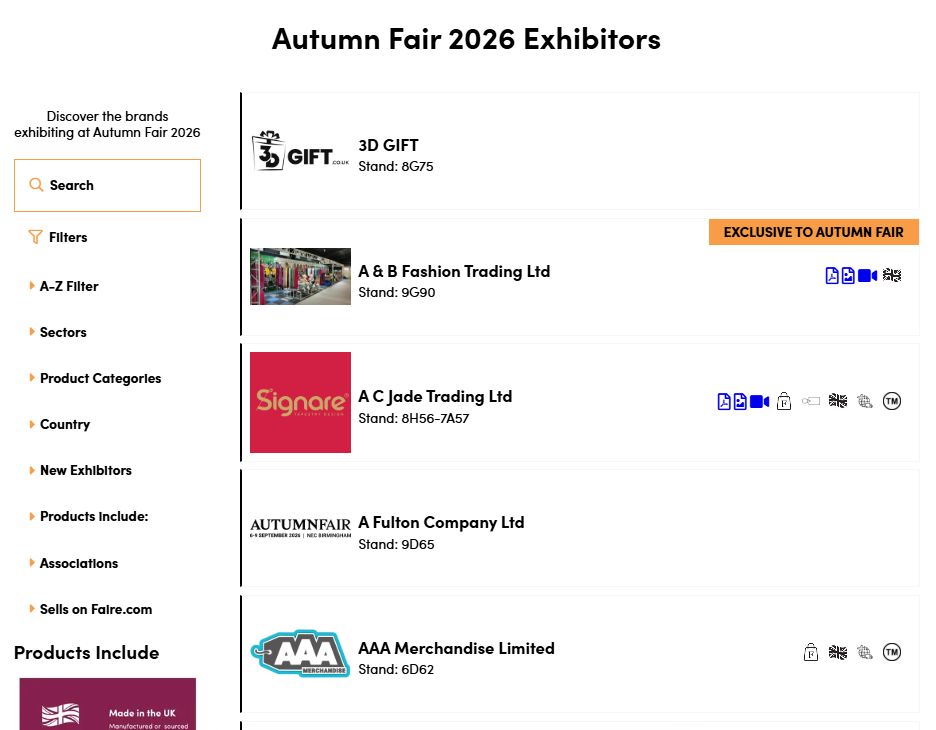 Autumn Fair 2026 Exhibitors
Discover the brands
exhibiting at Autumn Fair 2026
Search
Filters
A-Z Filter
Sectors
Product Categories
Country
New Exhibitors
Products include:
Associations
Sells on Faire.com
Products Include
Made in the UK
Manufactured or sourced
3D GIFT.CO.UK
3D GIFT
Stand: 8G75
EXCLUSIVE TO AUTUMN FAIR
A & B Fashion Trading Ltd
Stand: 9G90
Signare®
TAPESTRY DESIGN
A C Jade Trading Ltd
Stand: 8H56-7A57
F
TM
AUTUMNFAIR
6-9 SEPTEMBER 2026 | NEC BIRMINGHAM
A Fulton Company Ltd
Stand: 9D65
AAA
MERCHANDISE
AAA Merchandise Limited
Stand: 6D62
F
TM